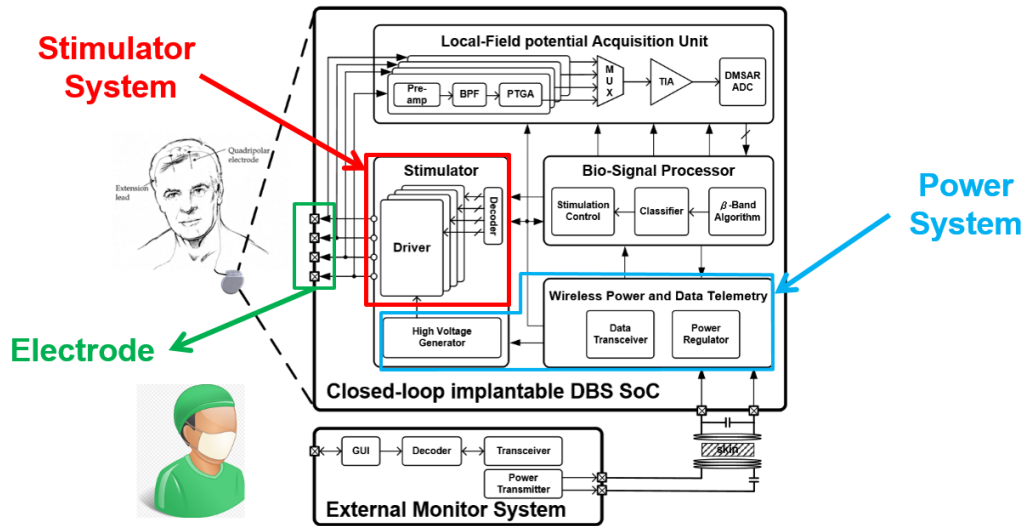 Stimulator
System
Local-Field potential Acquisition Unit
Pre-
amp
BPF
PTGA
M
U
X
TIA
DMSAR
ADC
Quadripolar
electrode
Extension
lead
Stimulator
Decoder
Driver
Bio-Signal Processor
Stimulation
Control
Classifier
β-Band
Algorithm
Power
System
Wireless Power and Data Telemetry
Data
Transceiver
Power
Regulator
High Voltage
Generator
Electrode
Closed-loop implantable DBS SoC
skin
GUI
Decoder
Transceiver
Power
Transmitter
External Monitor System